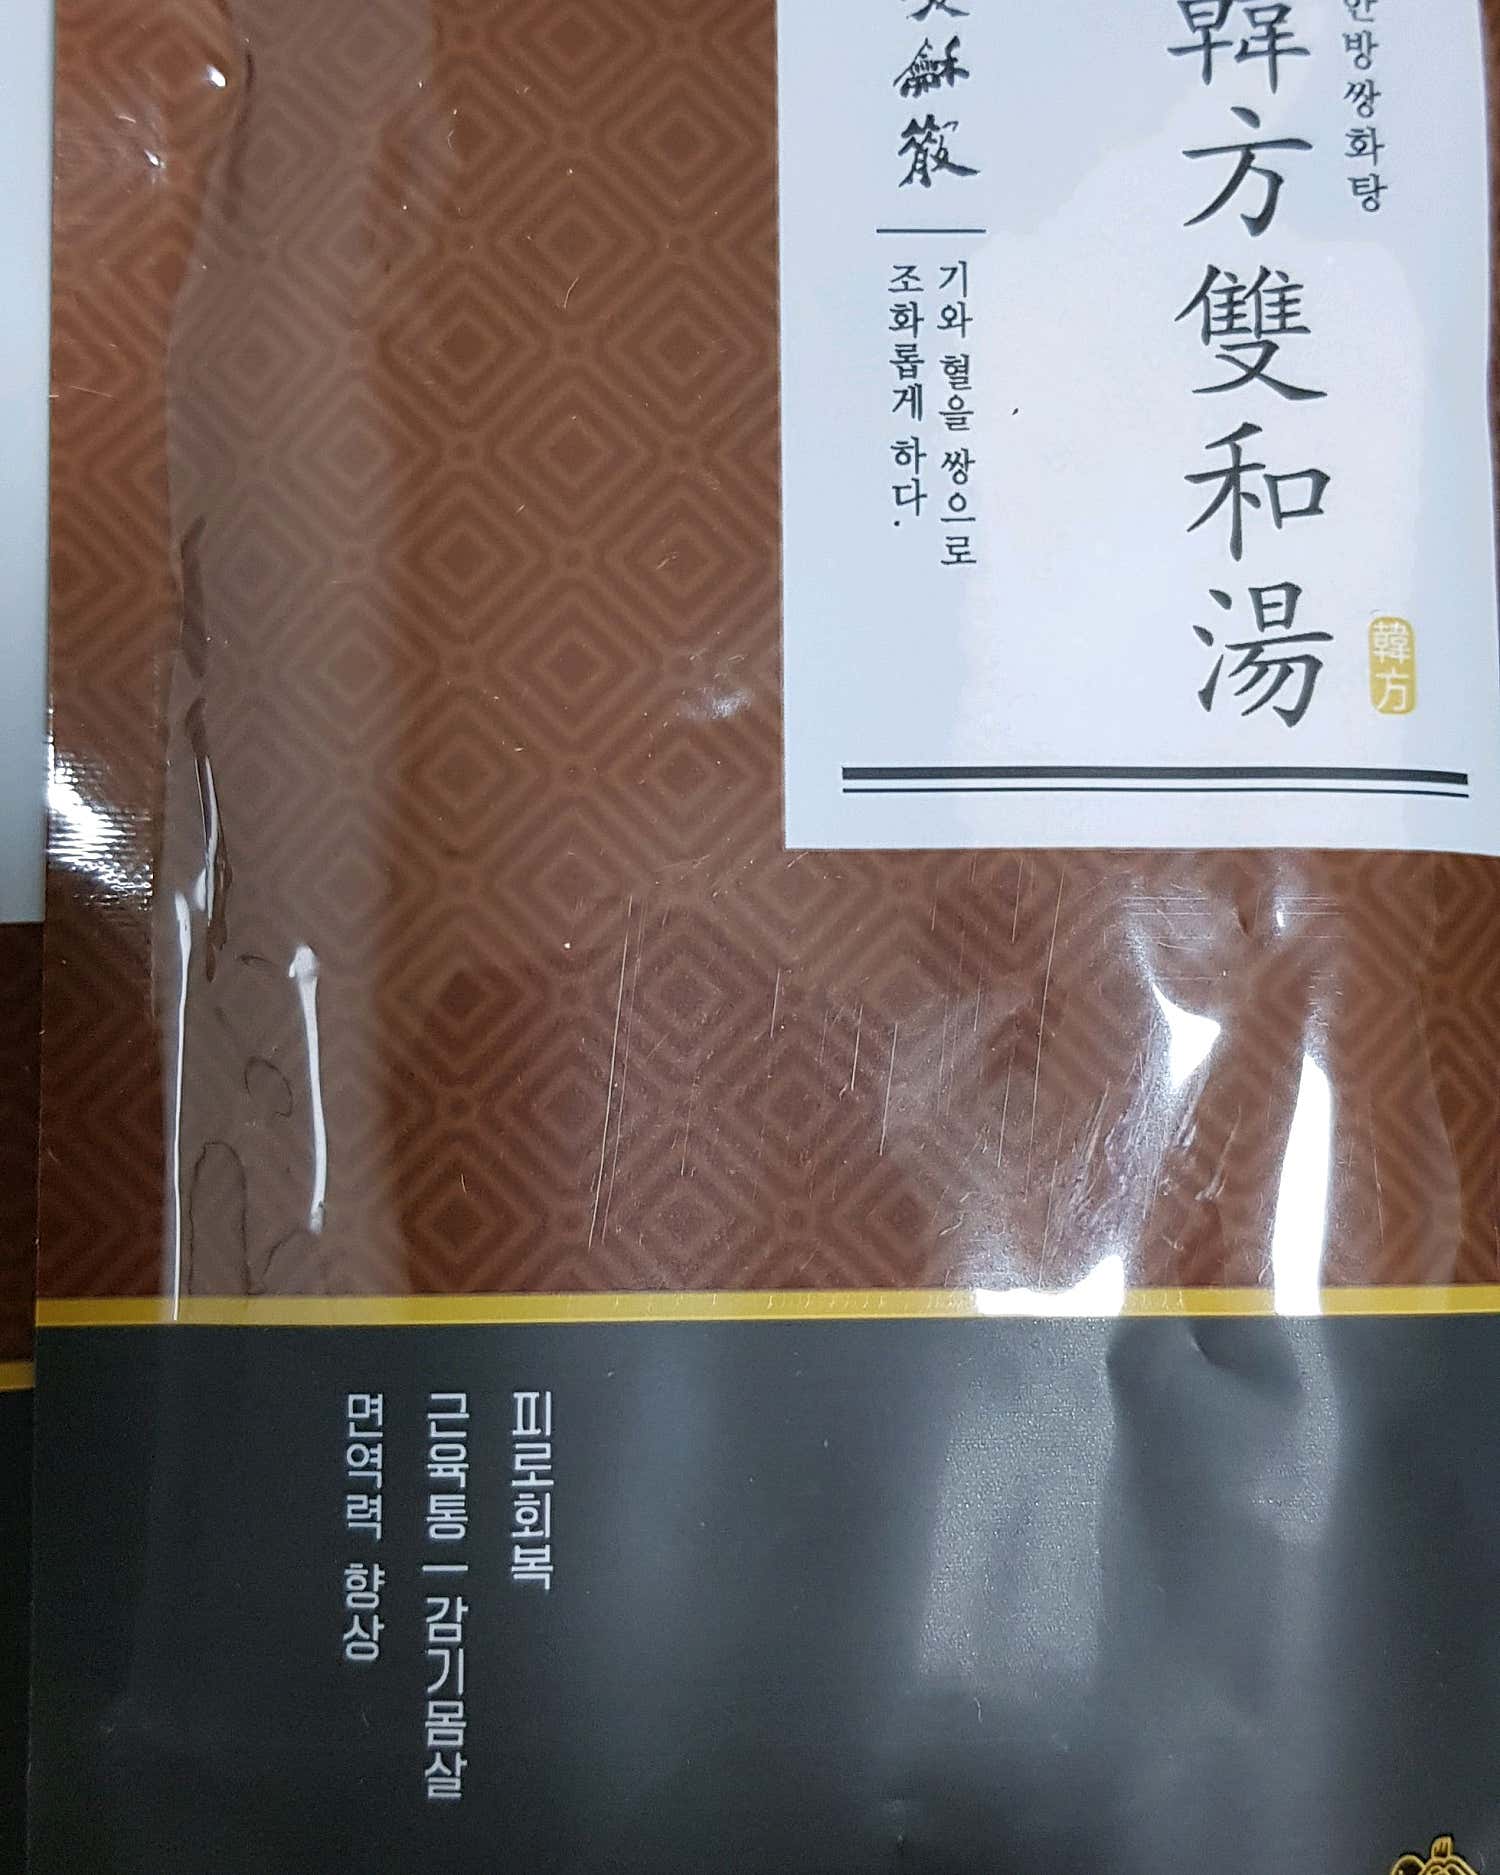 한방쌍화탕
韓方雙和湯
韓方
龢散
기와 혈을 쌍으로
조화롭게 하다.
피로회복
근육통 | 감기몸살
면역력 향상